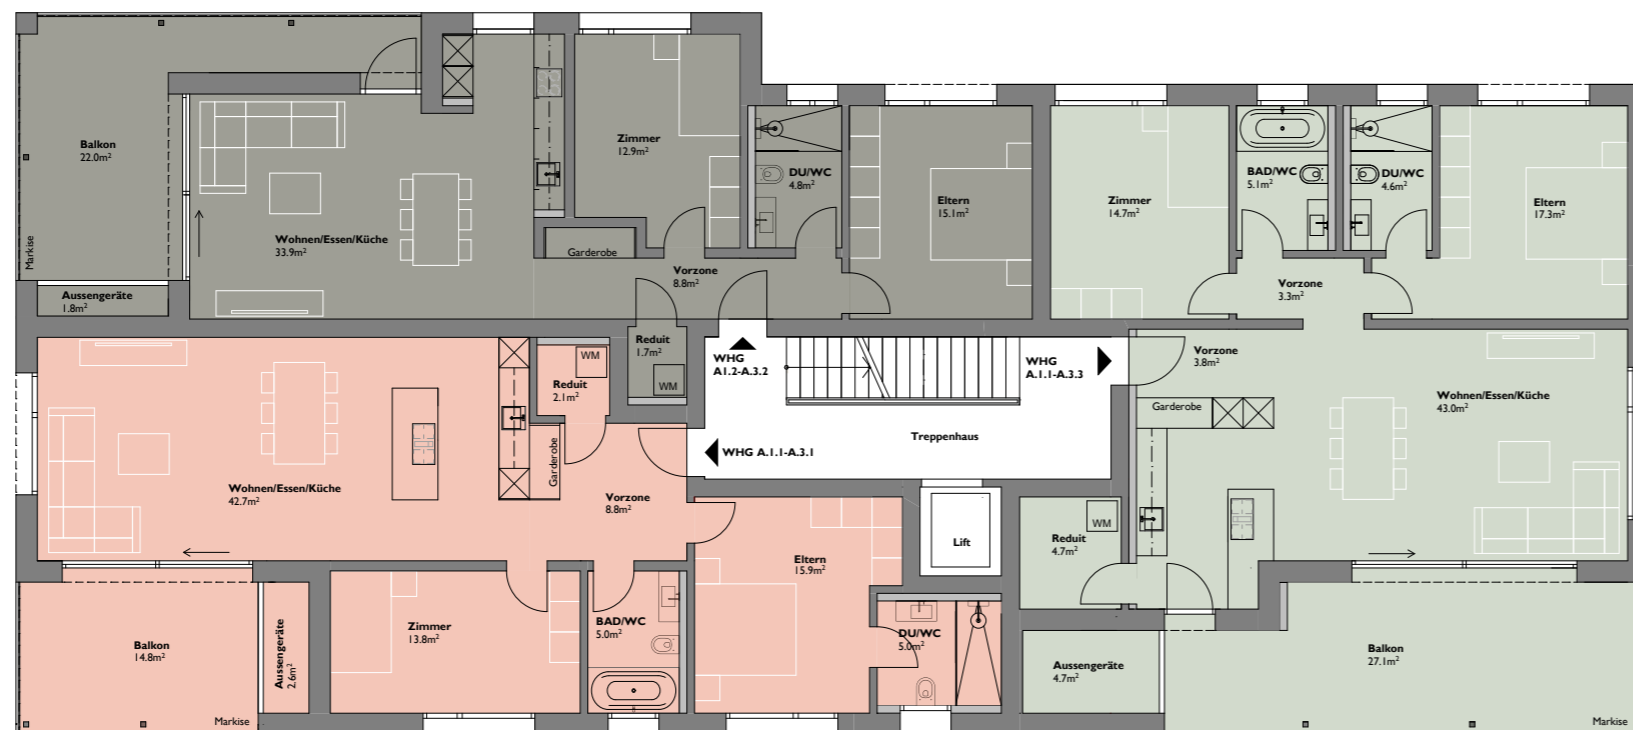 Balkon
22.0m²
Markise
Aussengeräte
1.8m²
Wohnen/Essen/Küche
33.9m²
Garderobe
Zimmer
12.9m²
DU/WC
4.8m²
Eltern
15.1m²
Vorzone
8.8m²
Reduit
1.7m²
WM
Zimmer
14.7m²
BAD/WC
5.1m²
DU/WC
4.6m²
Eltern
17.3m²
Vorzone
3.3m²
Vorzone
3.8m²
Garderobe
Wohnen/Essen/Küche
43.0m²
Reduit
4.7m²
WM
Aussengeräte
4.7m²
Balkon
27.1m²
Markise
WHG
A1.2-A.3.2
WHG
A.1.1-A.3.3
WHG A.1.1-A.3.1
Treppenhaus
Lift
Reduit
2.1m²
WM
Garderobe
Wohnen/Essen/Küche
42.7m²
Vorzone
8.8m²
Eltern
15.9m²
Zimmer
13.8m²
BAD/WC
5.0m²
DU/WC
5.0m²
Balkon
14.8m²
Aussengeräte
2.6m²
Markise